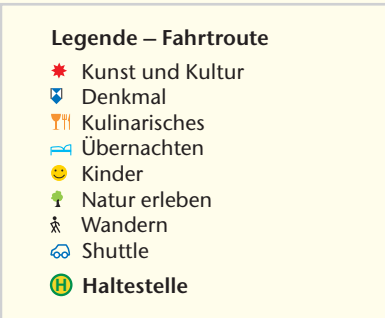 Legende – Fahrtroute
Kunst und Kultur
Denkmal
Kulinarisches
Übernachten
Kinder
Natur erleben
Wandern
Shuttle
H Haltestelle